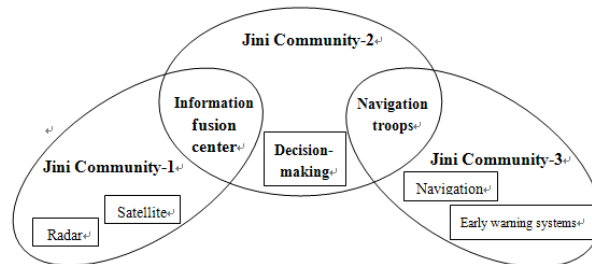 Jini Community-2
Information
fusion
center
Navigation
troops
Decision-
making
Jini Community-1
Satellite
Radar
Jini Community-3
Navigation
Early warning systems